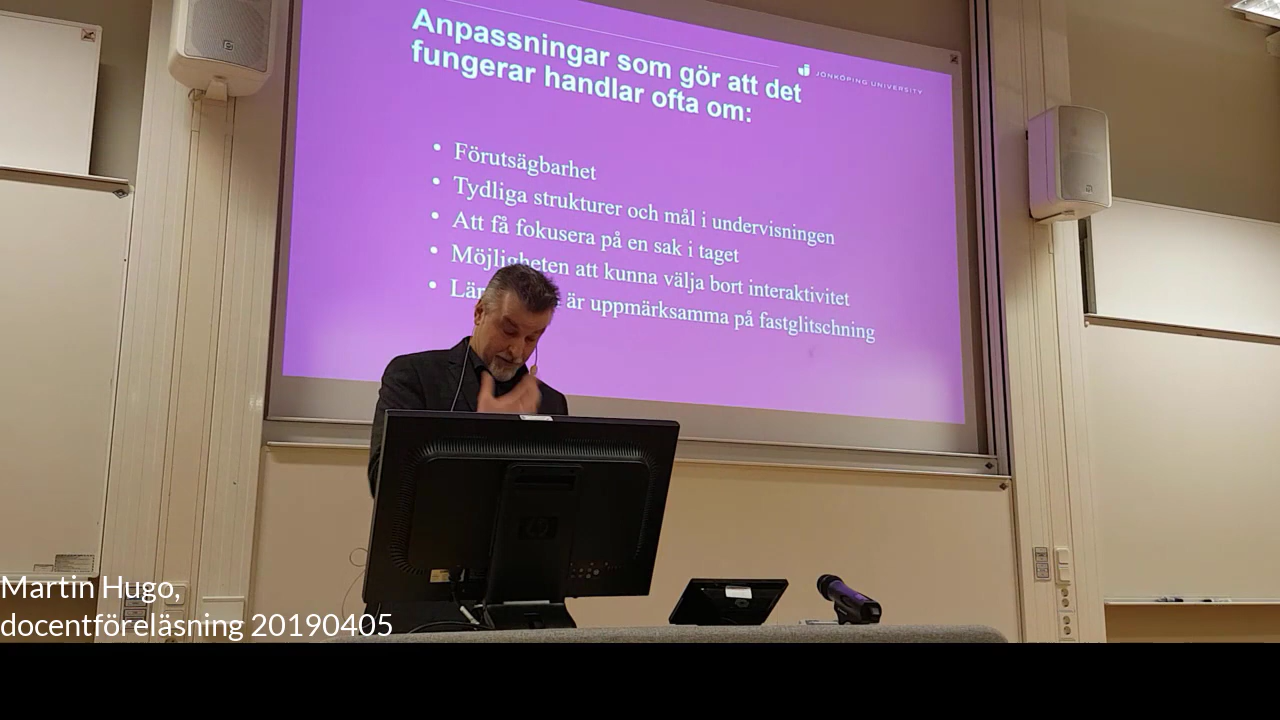 Anpassningar som gör att det
fungerar handlar ofta om:
JÖNKÖPING UNIVERSITY
• Förutsägbarhet
• Tydliga strukturer och mål i undervisningen
• Att få fokusera på en sak i taget
• Möjligheten att kunna välja bort interaktivitet
• är uppmärksamma på fastglitschning
Martin Hugo,
docentföreläsning 20190405